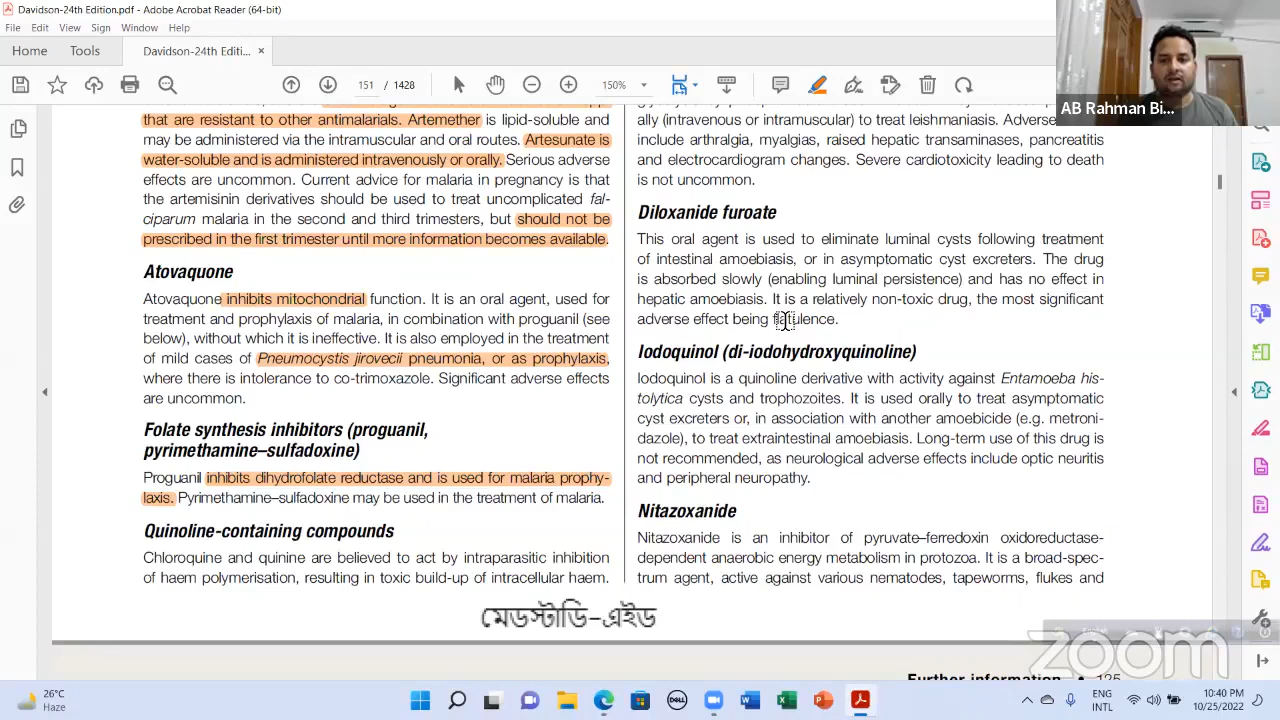 Davidson-24th Edition.pdf - Adobe Acrobat Reader (64-bit)
File Edit View Sign Window Help
Home Tools Davidson-24th Editi... ×
151 / 1428 150%
AB Rahman Bi...
that are resistant to other antimalarials. Artemether is lipid-soluble and
may be administered via the intramuscular and oral routes. Artesunate is
water-soluble and is administered intravenously or orally. Serious adverse
effects are uncommon. Current advice for malaria in pregnancy is that
the artemisinin derivatives should be used to treat uncomplicated fal-
ciparum malaria in the second and third trimesters, but should not be
prescribed in the first trimester until more information becomes available.
Atovaquone
Atovaquone inhibits mitochondrial function. It is an oral agent, used for
treatment and prophylaxis of malaria, in combination with proguanil (see
below), without which it is ineffective. It is also employed in the treatment
of mild cases of Pneumocystis jirovecii pneumonia, or as prophylaxis,
where there is intolerance to co-trimoxazole. Significant adverse effects
are uncommon.
Folate synthesis inhibitors (proguanil,
pyrimethamine–sulfadoxine)
Proguanil inhibits dihydrofolate reductase and is used for malaria prophy-
laxis. Pyrimethamine–sulfadoxine may be used in the treatment of malaria.
Quinoline-containing compounds
Chloroquine and quinine are believed to act by intraparasitic inhibition
of haem polymerisation, resulting in toxic build-up of intracellular haem.
ally (intravenous or intramuscular) to treat leishmaniasis. Adverse
include arthralgia, myalgias, raised hepatic transaminases, pancreatitis
and electrocardiogram changes. Severe cardiotoxicity leading to death
is not uncommon.
Diloxanide furoate
This oral agent is used to eliminate luminal cysts following treatment
of intestinal amoebiasis, or in asymptomatic cyst excreters. The drug
is absorbed slowly (enabling luminal persistence) and has no effect in
hepatic amoebiasis. It is a relatively non-toxic drug, the most significant
adverse effect being flatulence.
Iodoquinol (di-iodohydroxyquinoline)
Iodoquinol is a quinoline derivative with activity against Entamoeba his-
tolytica cysts and trophozoites. It is used orally to treat asymptomatic
cyst excreters or, in association with another amoebicide (e.g. metroni-
dazole), to treat extraintestinal amoebiasis. Long-term use of this drug is
not recommended, as neurological adverse effects include optic neuritis
and peripheral neuropathy.
Nitazoxanide
Nitazoxanide is an inhibitor of pyruvate–ferredoxin oxidoreductase-
dependent anaerobic energy metabolism in protozoa. It is a broad-spec-
trum agent, active against various nematodes, tapeworms, flukes and
মেডস্টাডি-এইড
English
zoom
Further information • 125
26°C
Haze
DELL
ENG
INTL
10:40 PM
10/25/2022